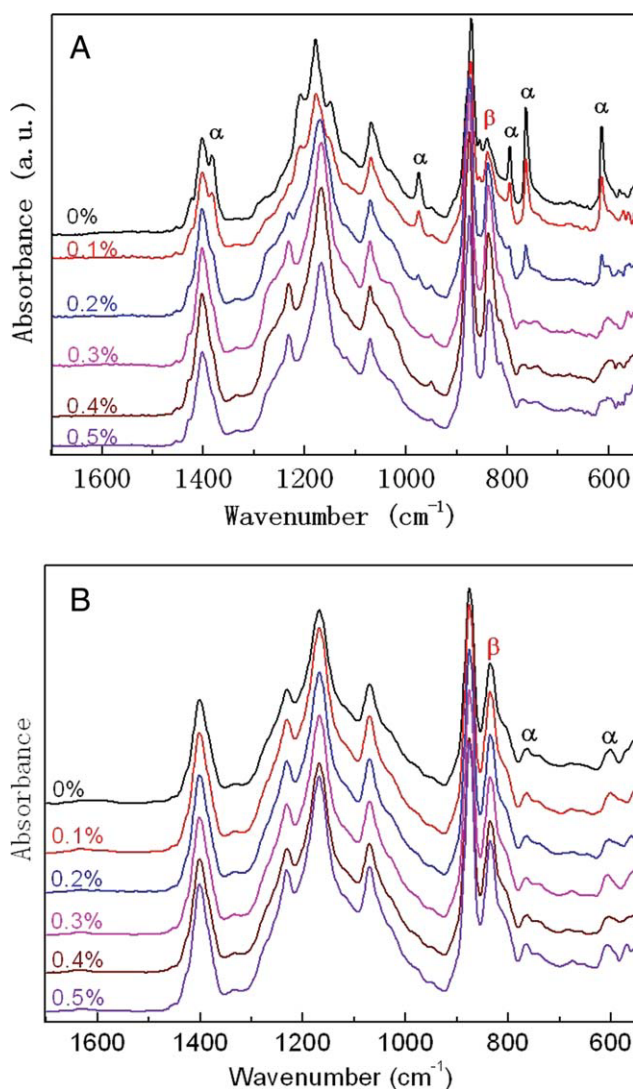 A
α
β
α
α
α
α
Absorbance (a. u.)
0%
0.1%
0.2%
0.3%
0.4%
0.5%
1600 1400 1200 1000 800 600
Wavenumber (cm⁻¹)
B
β
α
α
Absorbance
0%
0.1%
0.2%
0.3%
0.4%
0.5%
1600 1400 1200 1000 800 600
Wavenumber (cm⁻¹)